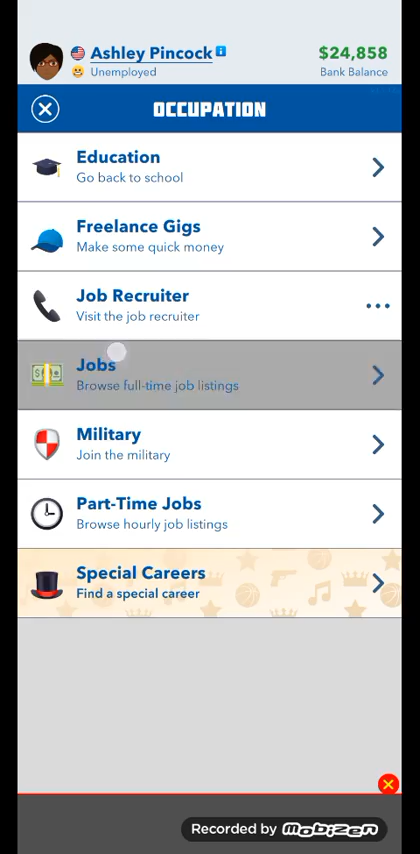 Ashley Pincock
$24,858
Unemployed
Bank Balance
OCCUPATION
Education
Go back to school
Freelance Gigs
Make some quick money
Job Recruiter
Visit the job recruiter
Jobs
Browse full-time job listings
Military
Join the military
Part-Time Jobs
Browse hourly job listings
Special Careers
Find a special career
Recorded by mobizen